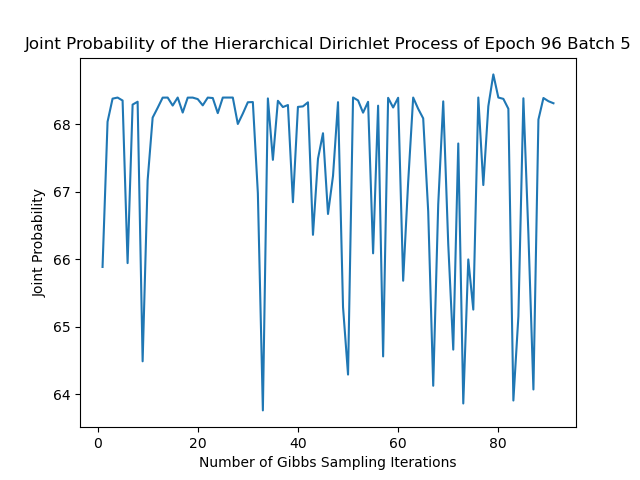 Joint Probability of the Hierarchical Dirichlet Process of Epoch 96 Batch 5
Joint Probability
68
67
66
65
64
0 20 40 60 80
Number of Gibbs Sampling Iterations